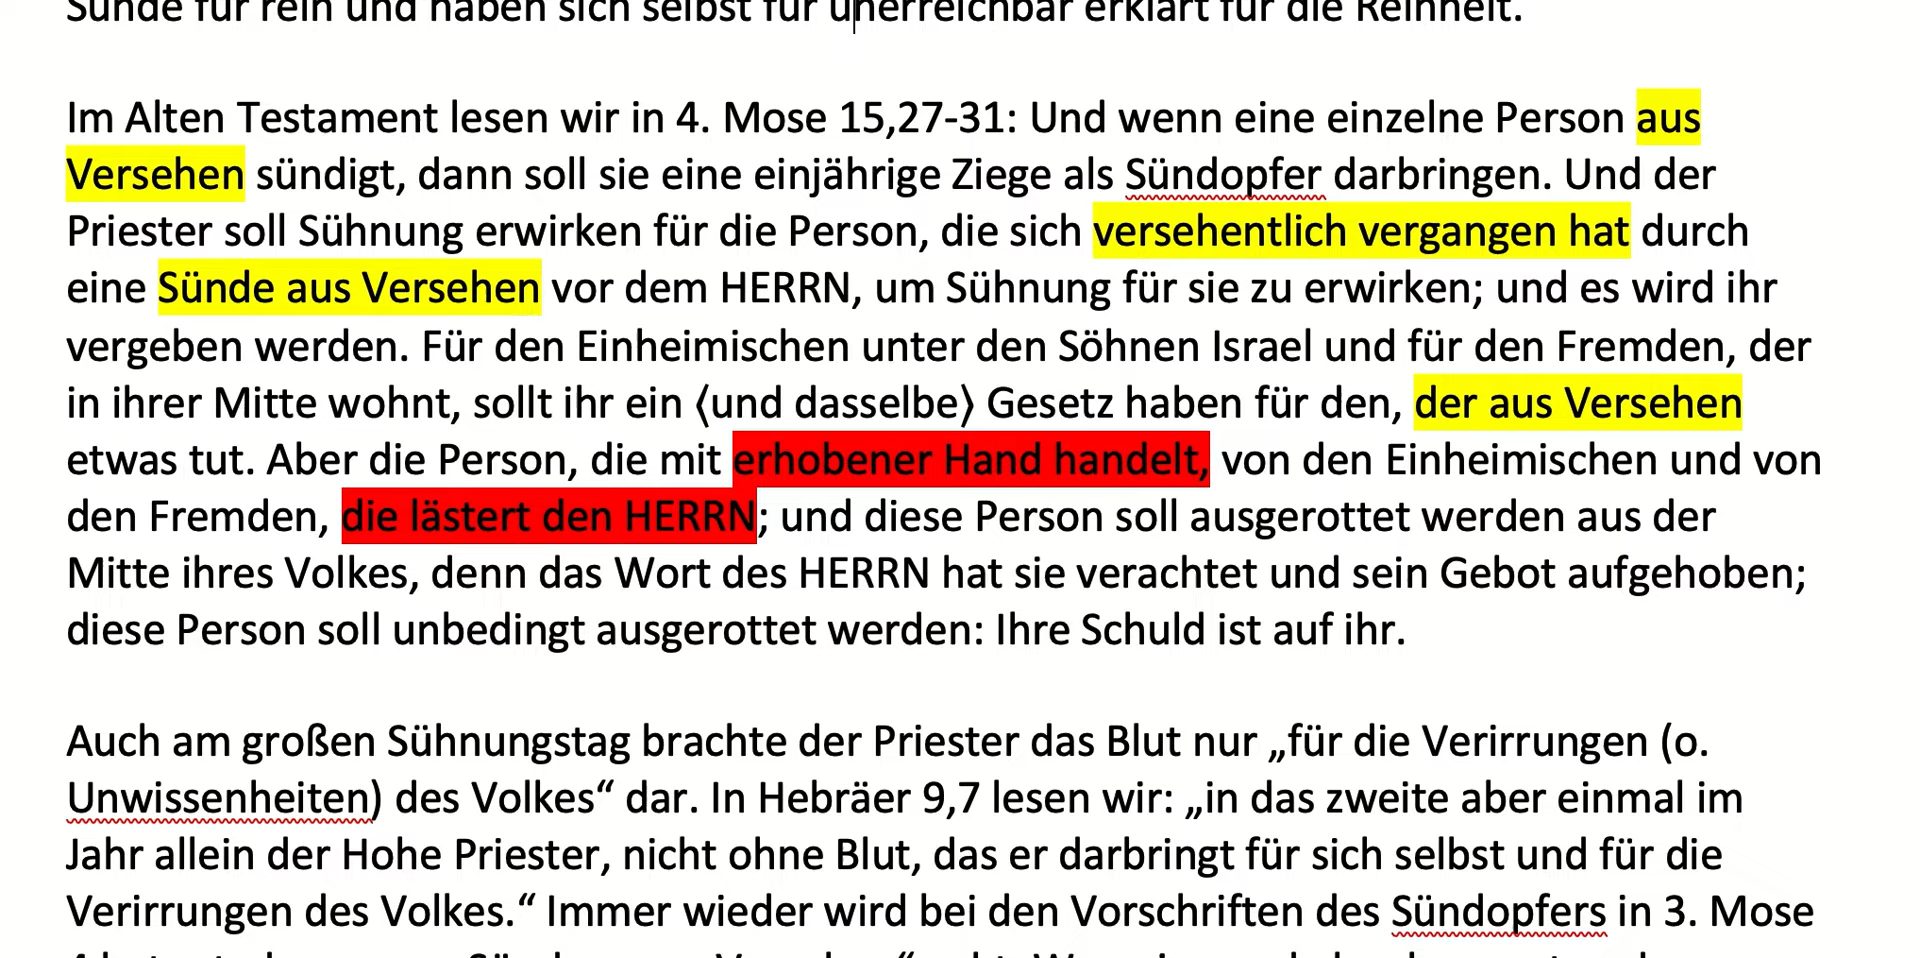 Sünde für rein und haben sich selbst für unerreichbar erklärt für die Reinheit.
Im Alten Testament lesen wir in 4. Mose 15,27-31: Und wenn eine einzelne Person aus
Versehen sündigt, dann soll sie eine einjährige Ziege als Sündopfer darbringen. Und der
Priester soll Sühnung erwirken für die Person, die sich versehentlich vergangen hat durch
eine Sünde aus Versehen vor dem HERRN, um Sühnung für sie zu erwirken; und es wird ihr
vergeben werden. Für den Einheimischen unter den Söhnen Israel und für den Fremden, der
in ihrer Mitte wohnt, sollt ihr ein ⟨und dasselbe⟩ Gesetz haben für den, der aus Versehen
etwas tut. Aber die Person, die mit erhobener Hand handelt, von den Einheimischen und von
den Fremden, die lästert den HERRN; und diese Person soll ausgerottet werden aus der
Mitte ihres Volkes, denn das Wort des HERRN hat sie verachtet und sein Gebot aufgehoben;
diese Person soll unbedingt ausgerottet werden: Ihre Schuld ist auf ihr.
Auch am großen Sühnungstag brachte der Priester das Blut nur „für die Verirrungen (o.
Unwissenheiten) des Volkes“ dar. In Hebräer 9,7 lesen wir: „in das zweite aber einmal im
Jahr allein der Hohe Priester, nicht ohne Blut, das er darbringt für sich selbst und für die
Verirrungen des Volkes.“ Immer wieder wird bei den Vorschriften des Sündopfers in 3. Mose